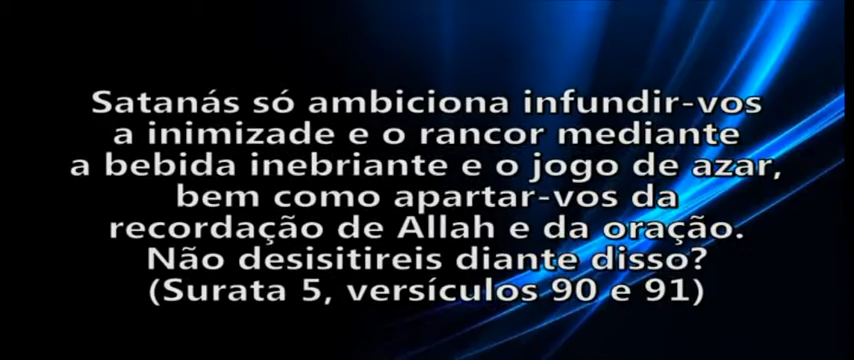 Satanás só ambiciona infundir-vos
a inimizade e o rancor mediante
a bebida inebriante e o jogo de azar,
bem como apartar-vos da
recordação de Allah e da oração.
Não desisitireis diante disso?
(Surata 5, versículos 90 e 91)